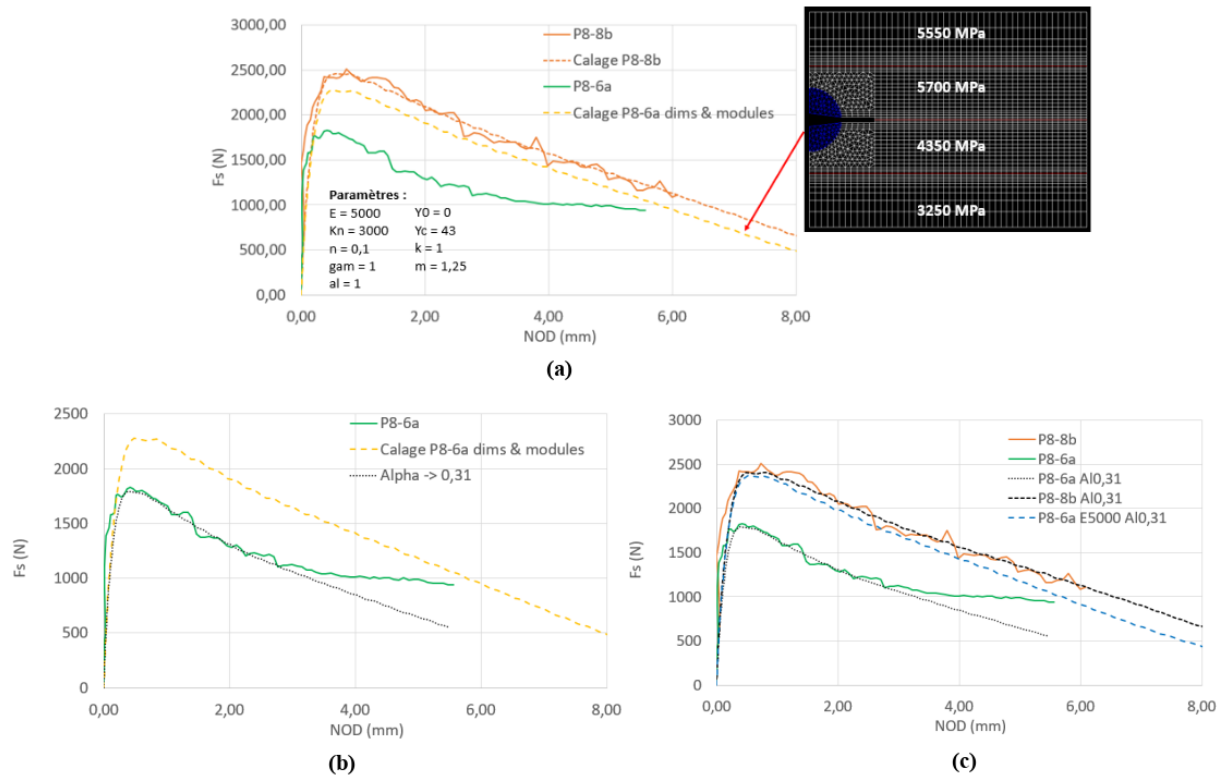 3000,00
2500,00
2000,00
1500,00
1000,00
500,00
0,00
Fs (N)
P8-8b
Calage P8-8b
P8-6a
Calage P8-6a dims & modules
Paramètres :
E = 5000 Y0 = 0
Kn = 3000 Yc = 43
n = 0,1 k = 1
gam = 1 m = 1,25
al = 1
0,00 2,00 4,00 6,00 8,00
NOD (mm)
5550 MPa
5700 MPa
4350 MPa
3250 MPa
(a)
2500
2000
1500
1000
500
0
Fs (N)
P8-6a
Calage P8-6a dims & modules
Alpha -> 0,31
0,00 2,00 4,00 6,00 8,00
NOD (mm)
(b)
3000
2500
2000
1500
1000
500
0
Fs (N)
P8-8b
P8-6a
P8-6a Al0,31
P8-8b Al0,31
P8-6a E5000 Al0,31
0,00 2,00 4,00 6,00 8,00
NOD (mm)
(c)